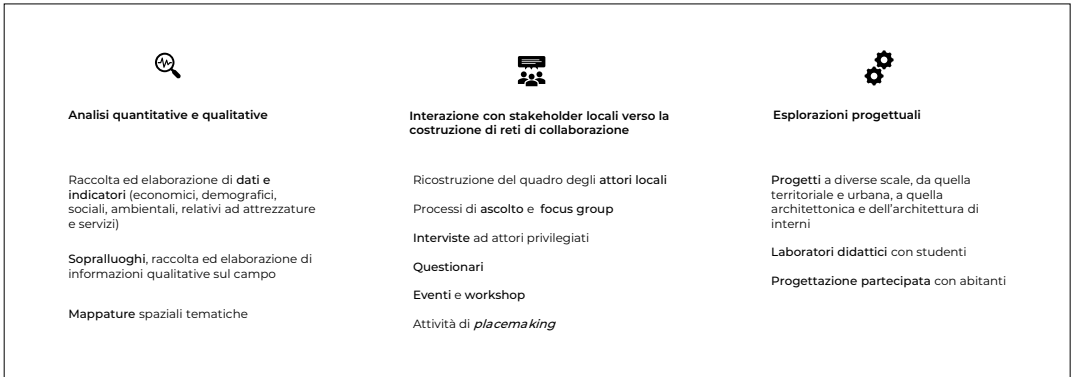 Analisi quantitative e qualitative
Raccolta ed elaborazione di dati e
indicatori (economici, demografici,
sociali, ambientali, relativi ad attrezzature
e servizi)
Sopralluoghi, raccolta ed elaborazione di
informazioni qualitative sul campo
Mappature spaziali tematiche
Interazione con stakeholder locali verso la
costruzione di reti di collaborazione
Ricostruzione del quadro degli attori locali
Processi di ascolto e focus group
Interviste ad attori privilegiati
Questionari
Eventi e workshop
Attività di placemaking
Esplorazioni progettuali
Progetti a diverse scale, da quella
territoriale e urbana, a quella
architettonica e dell'architettura di
interni
Laboratori didattici con studenti
Progettazione partecipata con abitanti